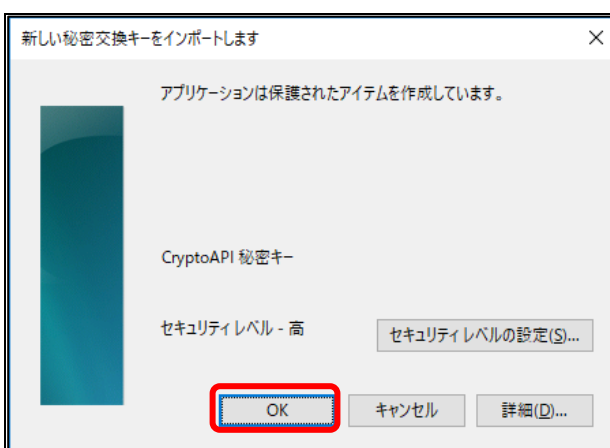 新しい秘密交換キーをインポートします
アプリケーションは保護されたアイテムを作成しています。
CryptoAPI 秘密キー
セキュリティ レベル - 高
セキュリティ レベルの設定(S)...
OK
キャンセル
詳細(D)...